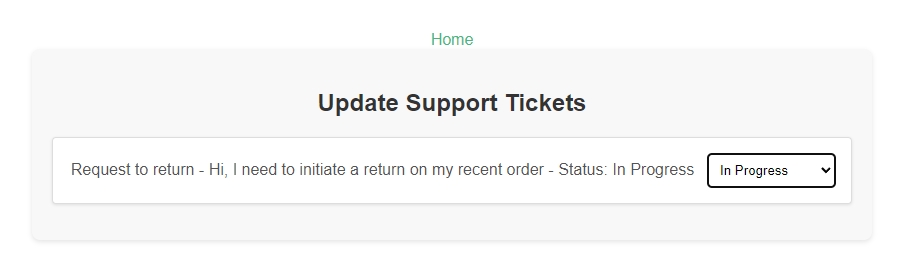 Home
Update Support Tickets
Request to return - Hi, I need to initiate a return on my recent order - Status: In Progress In Progress